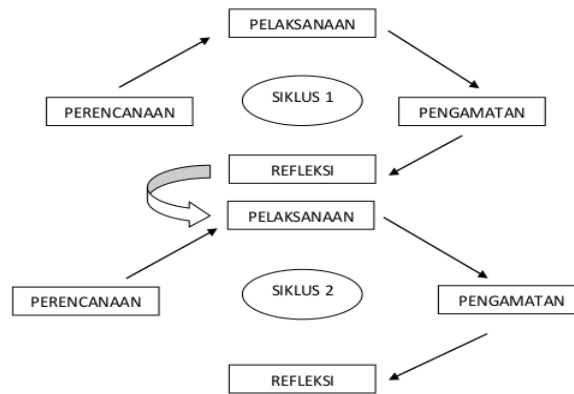 PELAKSANAAN
SIKLUS 1
PERENCANAAN
PENGAMATAN
REFLEKSI
PELAKSANAAN
SIKLUS 2
PERENCANAAN
PENGAMATAN
REFLEKSI